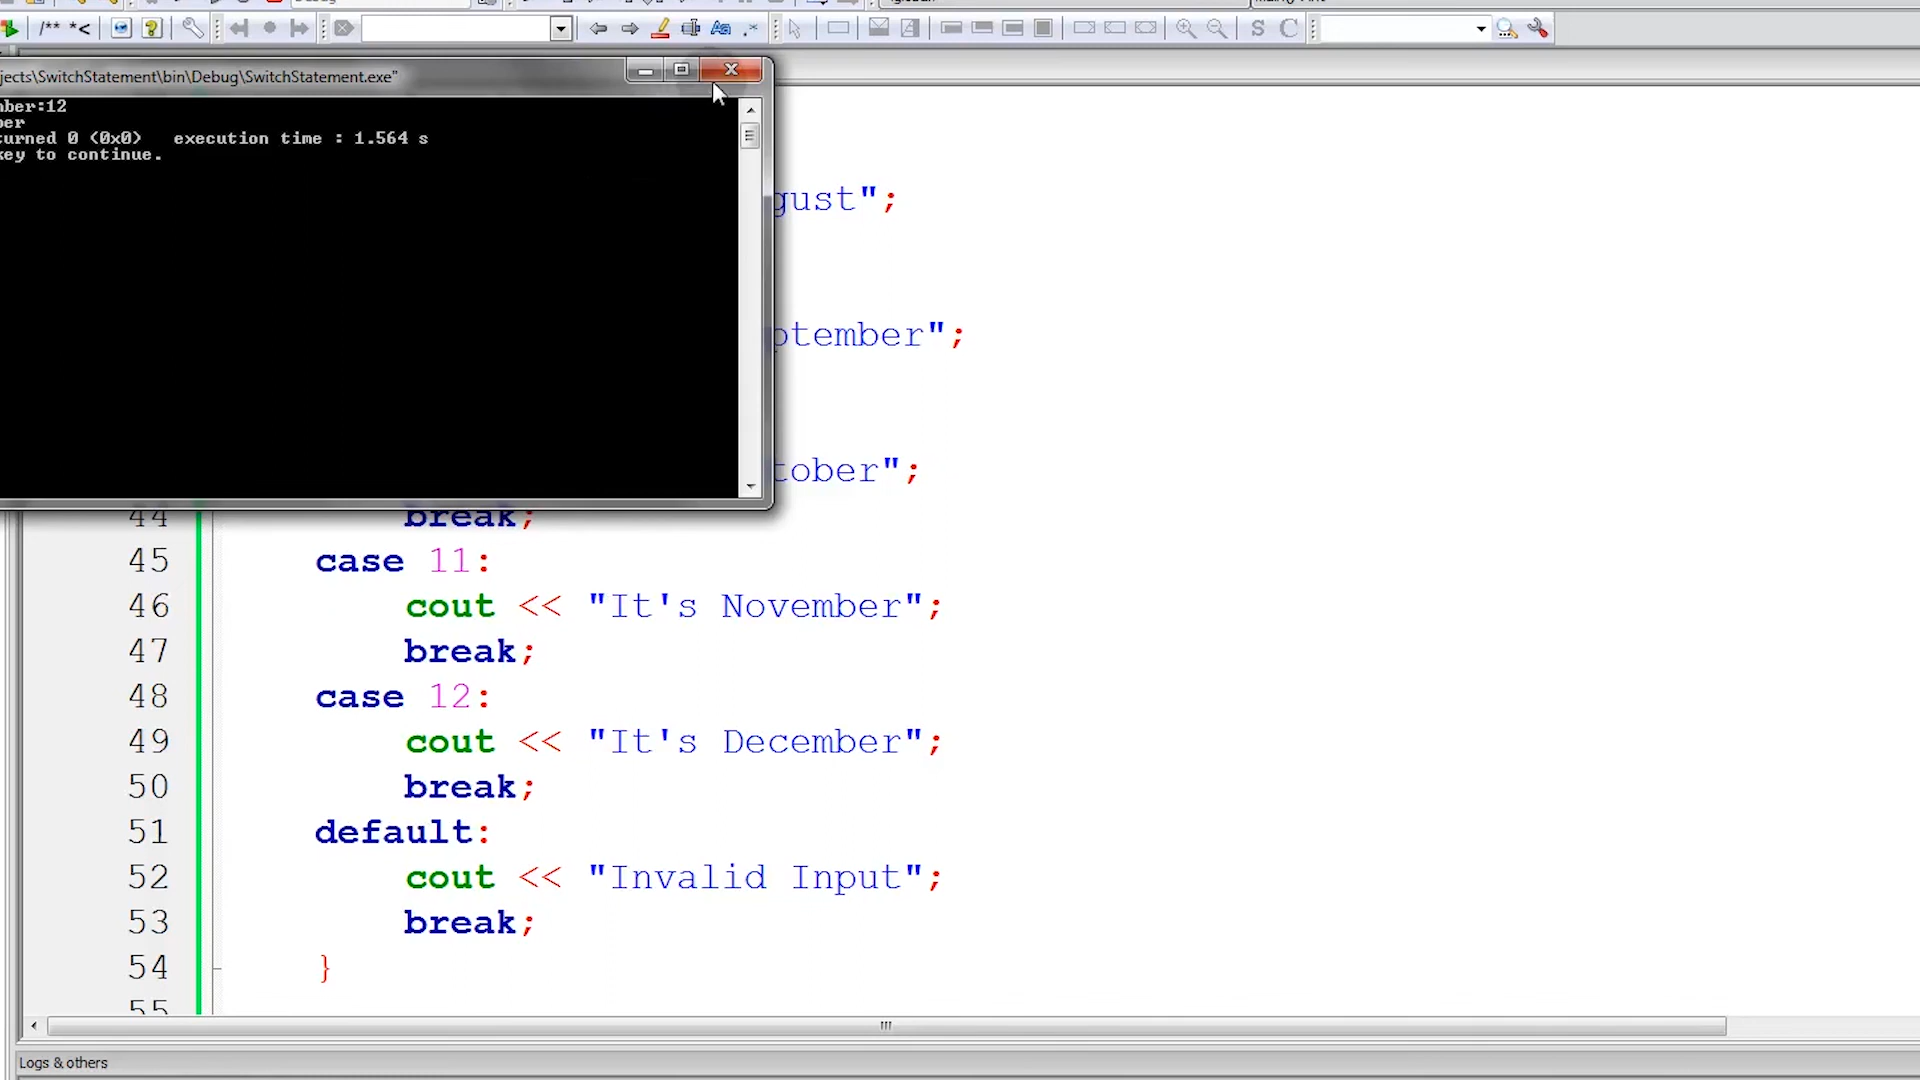 /** *<
S C
jects\SwitchStatement\bin\Debug\SwitchStatement.exe"
mber:12
ber
turned 0 (0x0)   execution time : 1.564 s
key to continue.
gust";
ptember";
tober";
44 break;
45 case 11:
46 cout << "It's November";
47 break;
48 case 12:
49 cout << "It's December";
50 break;
51 default:
52 cout << "Invalid Input";
53 break;
54 }
55
Logs & others